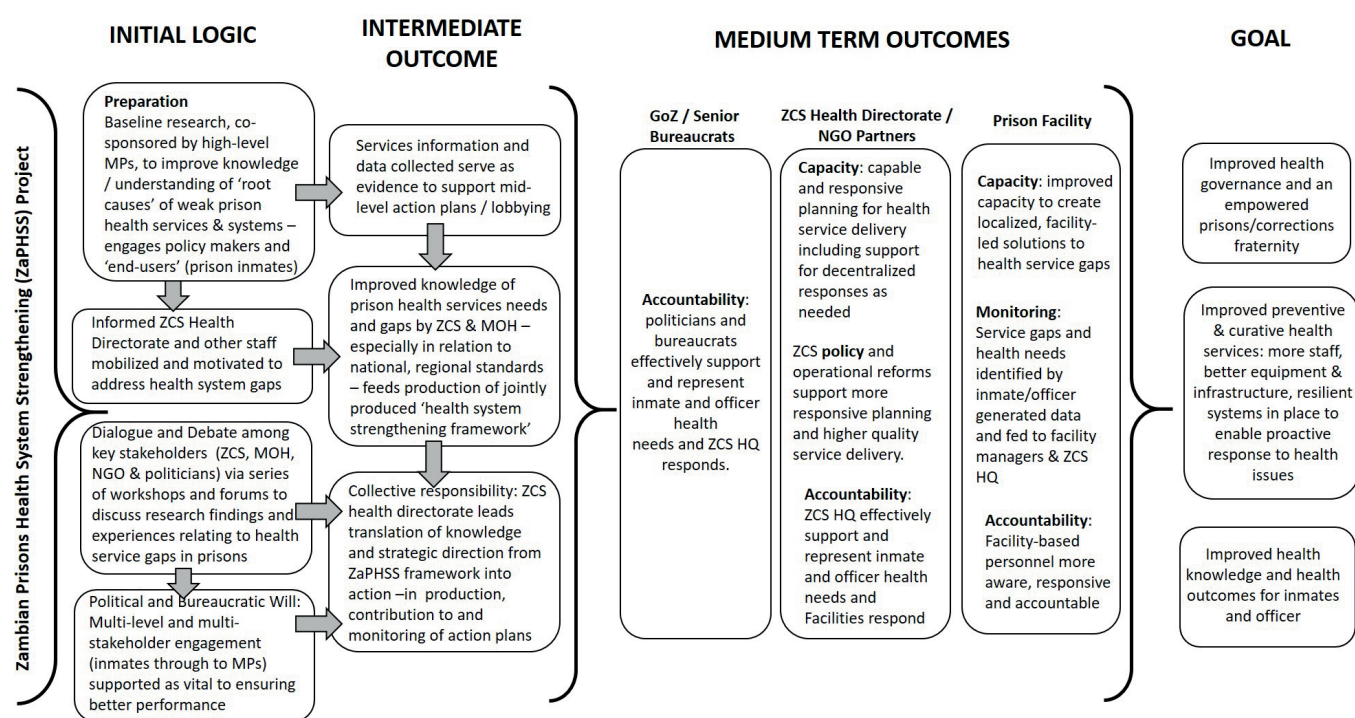 INITIAL LOGIC
INTERMEDIATE
OUTCOME
MEDIUM TERM OUTCOMES
GOAL
Zambian Prisons Health System Strengthening (ZaPHSS) Project
Preparation
Baseline research, co-
sponsored by high-level
MPs, to improve knowledge
/ understanding of ‘root
causes’ of weak prison
health services & systems –
engages policy makers and
‘end-users’ (prison inmates)
Informed ZCS Health
Directorate and other staff
mobilized and motivated to
address health system gaps
Dialogue and Debate among
key stakeholders (ZCS, MOH,
NGO & politicians) via series
of workshops and forums to
discuss research findings and
experiences relating to health
service gaps in prisons
Political and Bureaucratic Will:
Multi-level and multi-
stakeholder engagement
(inmates through to MPs)
supported as vital to ensuring
better performance
Services information and
data collected serve as
evidence to support mid-
level action plans / lobbying
Improved knowledge of
prison health services needs
and gaps by ZCS & MOH –
especially in relation to
national, regional standards
– feeds production of jointly
produced ‘health system
strengthening framework’
Collective responsibility: ZCS
health directorate leads
translation of knowledge
and strategic direction from
ZaPHSS framework into
action –in production,
contribution to and
monitoring of action plans
GoZ / Senior
Bureaucrats
Accountability:
politicians and
bureaucrats
effectively support
and represent
inmate and officer
health
needs and ZCS HQ
responds.
ZCS Health Directorate /
NGO Partners
Capacity: capable
and responsive
planning for health
service delivery
including support
for decentralized
responses as
needed
ZCS policy and
operational reforms
support more
responsive planning
and higher quality
service delivery.
Accountability:
ZCS HQ effectively
support and
represent inmate
and officer health
needs and
Facilities respond
Prison Facility
Capacity: improved
capacity to create
localized, facility-
led solutions to
health service gaps
Monitoring:
Service gaps and
health needs
identified by
inmate/officer
generated data
and fed to facility
managers & ZCS
HQ
Accountability:
Facility-based
personnel more
aware, responsive
and accountable
Improved health
governance and an
empowered
prisons/corrections
fraternity
Improved preventive
& curative health
services: more staff,
better equipment &
infrastructure, resilient
systems in place to
enable proactive
response to health
issues
Improved health
knowledge and health
outcomes for inmates
and officer